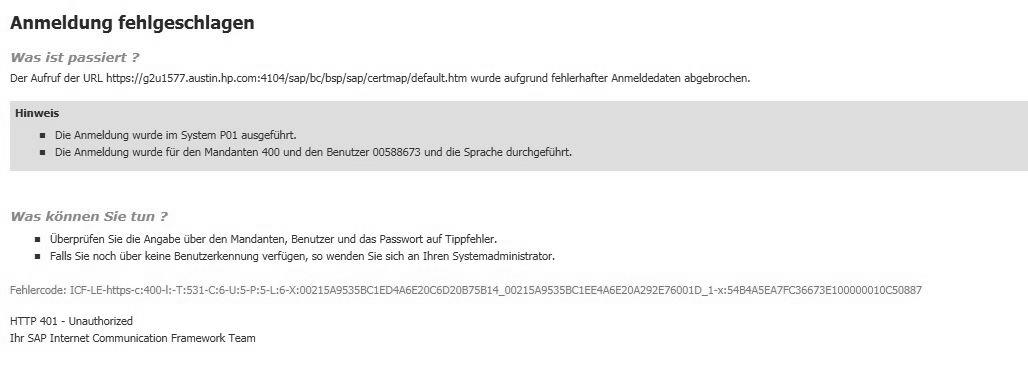 Anmeldung fehlgeschlagen
Was ist passiert ?
Der Aufruf der URL https://g2u1577.austin.hp.com:4104/sap/bc/bsp/sap/certmap/default.htm wurde aufgrund fehlerhafter Anmeldedaten abgebrochen.
Hinweis
Die Anmeldung wurde im System P01 ausgeführt.
Die Anmeldung wurde für den Mandanten 400 und den Benutzer 00588673 und die Sprache durchgeführt.
Was können Sie tun ?
Überprüfen Sie die Angabe über den Mandanten, Benutzer und das Passwort auf Tippfehler.
Falls Sie noch über keine Benutzerkennung verfügen, so wenden Sie sich an Ihren Systemadministrator.
Fehlercode: ICF-LE-https-c:400-l:-T:531-C:6-U:5-P:5-L:6-X:00215A9535BC1ED4A6E20C6D20B75B14_00215A9535BC1EE4A6E20A292E76001D_1-x:54B4A5EA7FC36673E100000010C50887
HTTP 401 - Unauthorized
Ihr SAP Internet Communication Framework Team